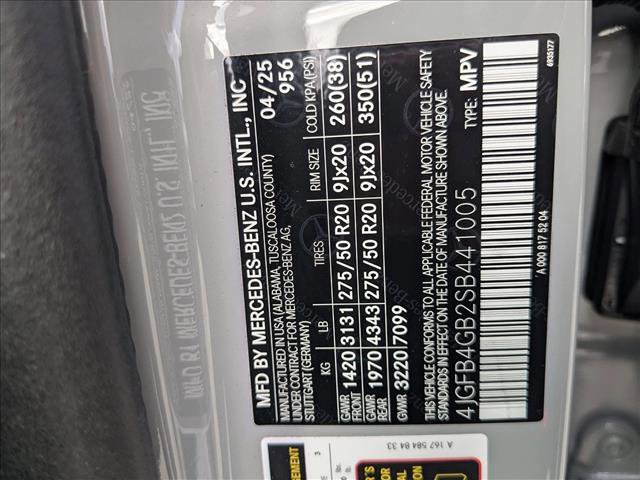 MFD BY MERCEDES-BENZ U.S. INTL., INC
MANUFACTURED IN USA (ALABAMA, TUSCALOOSA COUNTY)
UNDER CONTRACT FOR MERCEDES-BENZ AG,
STUTTGART (GERMANY)
04/25
956
KG LB TIRES RIM SIZE COLD KPA(PSI)
GAWR FRONT 1420 3131 275/50 R20 9Jx20 260(38)
GAWR REAR 1970 4343 275/50 R20 9Jx20 350(51)
GVWR 3220 7099
THIS VEHICLE CONFORMS TO ALL APPLICABLE FEDERAL MOTOR VEHICLE SAFETY
STANDARDS IN EFFECT ON THE DATE OF MANUFACTURE SHOWN ABOVE.
4JGFB4GB2SB441005 TYPE: MPV
A 000 817 52 04
6935177
A 167 584 84 33